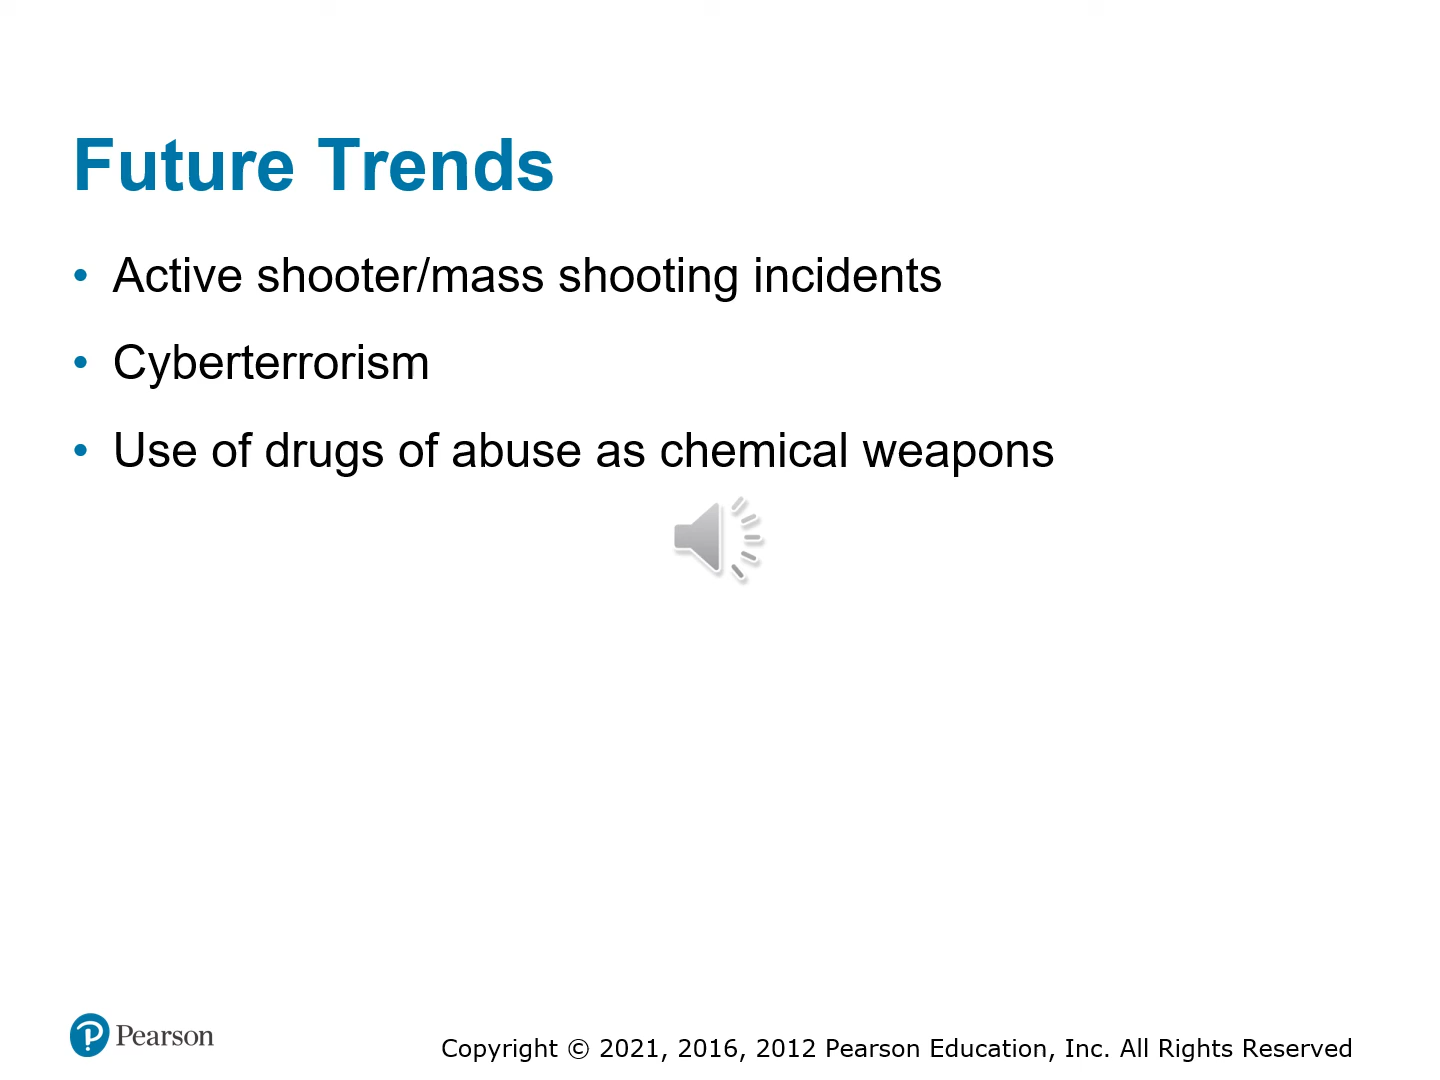 Future Trends
• Active shooter/mass shooting incidents
• Cyberterrorism
• Use of drugs of abuse as chemical weapons
Pearson
Copyright © 2021, 2016, 2012 Pearson Education, Inc. All Rights Reserved